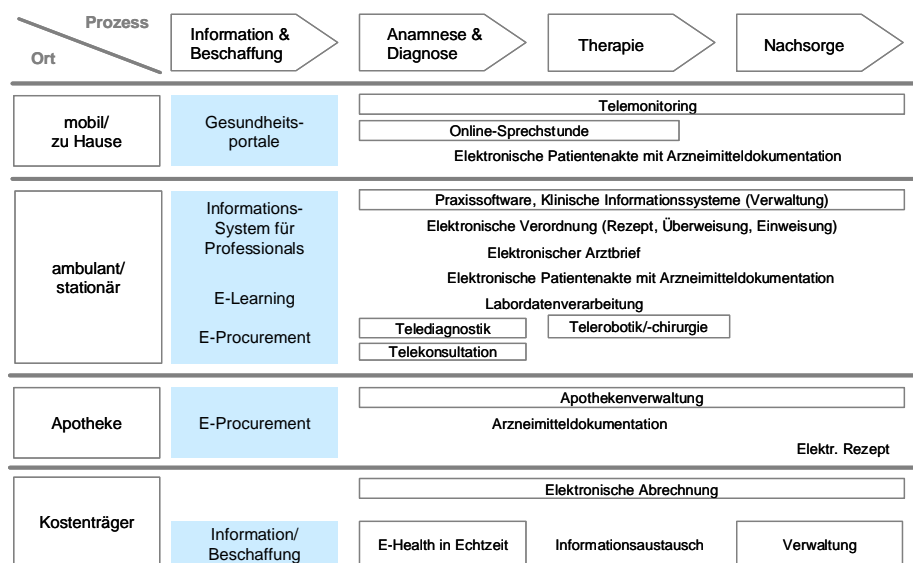 Prozess
Ort
Information &
Beschaffung
Anamnese &
Diagnose
Therapie
Nachsorge
mobil/
zu Hause
Gesundheits-
portale
Telemonitoring
Online-Sprechstunde
Elektronische Patientenakte mit Arzneimitteldokumentation
ambulant/
stationär
Informations-
System für
Professionals
E-Learning
E-Procurement
Praxissoftware, Klinische Informationssysteme (Verwaltung)
Elektronische Verordnung (Rezept, Überweisung, Einweisung)
Elektronischer Arztbrief
Elektronische Patientenakte mit Arzneimitteldokumentation
Labordatenverarbeitung
Telediagnostik
Telerobotik/-chirurgie
Telekonsultation
Apotheke
E-Procurement
Apothekenverwaltung
Arzneimitteldokumentation
Elektr. Rezept
Kostenträger
Elektronische Abrechnung
Information/
Beschaffung
E-Health in Echtzeit
Informationsaustausch
Verwaltung